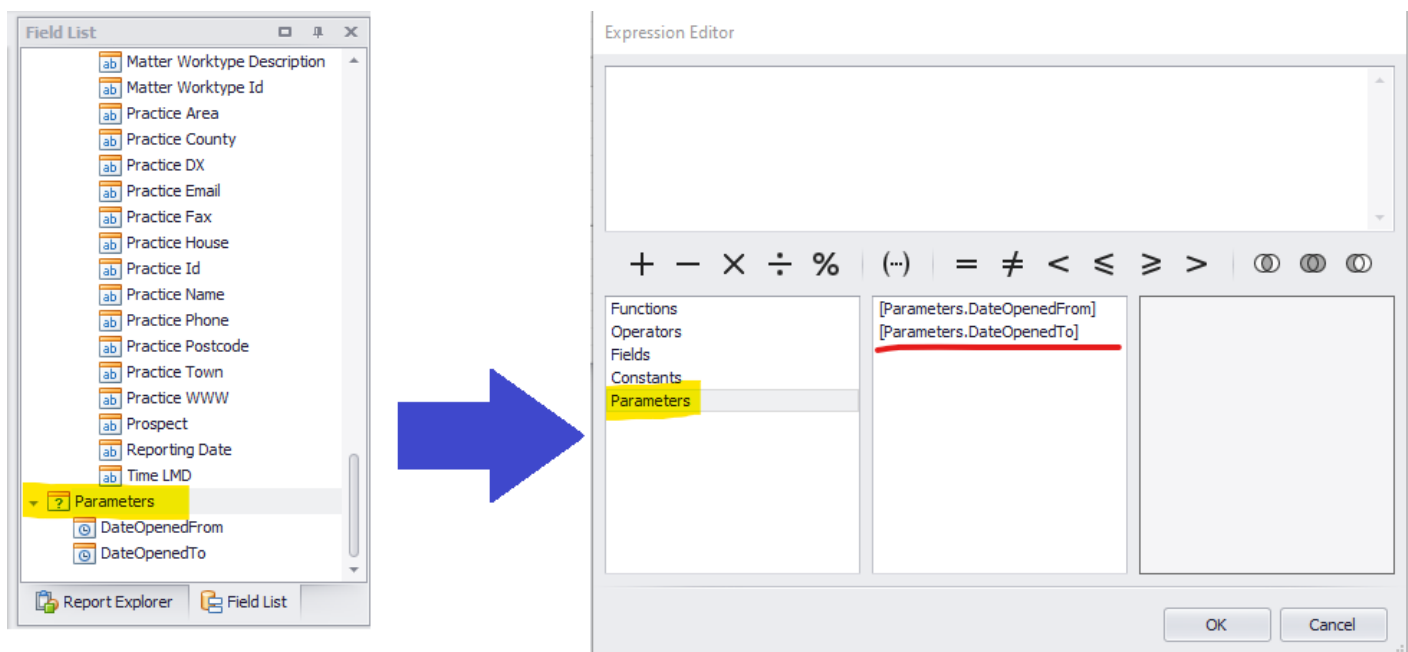 Field List
Matter Worktype Description
Matter Worktype Id
Practice Area
Practice County
Practice DX
Practice Email
Practice Fax
Practice House
Practice Id
Practice Name
Practice Phone
Practice Postcode
Practice Town
Practice WWW
Prospect
Reporting Date
Time LMD
Parameters
DateOpenedFrom
DateOpenedTo
Report Explorer
Field List
Expression Editor
+ − × ÷ % (...) = ≠ < ≤ ≥ >
Functions
Operators
Fields
Constants
Parameters
[Parameters.DateOpenedFrom]
[Parameters.DateOpenedTo]
OK
Cancel